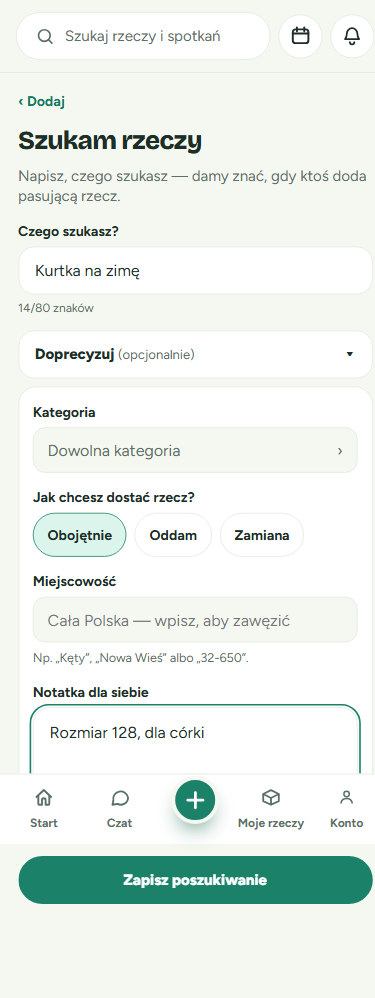 Szukaj rzeczy i spotkań
‹ Dodaj
Szukam rzeczy
Napisz, czego szukasz — damy znać, gdy ktoś doda
pasującą rzecz.
Czego szukasz?
Kurtka na zimę
14/80 znaków
Doprecyzuj (opcjonalnie)
Kategoria
Dowolna kategoria
Jak chcesz dostać rzecz?
Obojętnie Oddam Zamiana
Miejscowość
Cała Polska — wpisz, aby zawęzić
Np. „Kęty”, „Nowa Wieś” albo „32-650”.
Notatka dla siebie
Rozmiar 128, dla córki
Start Czat Moje rzeczy Konto
Zapisz poszukiwanie